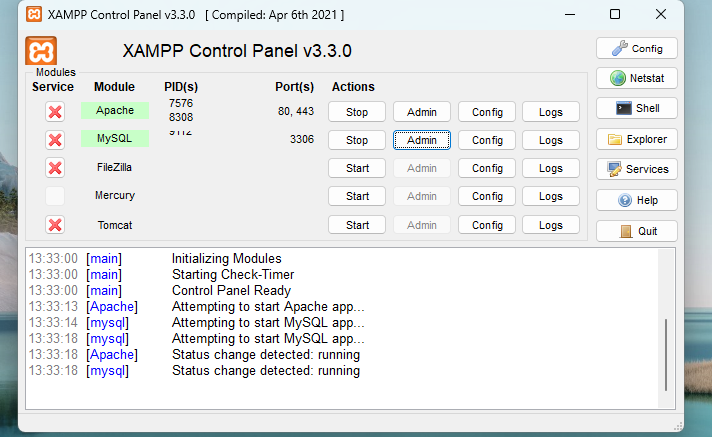 XAMPP Control Panel v3.3.0 [ Compiled: Apr 6th 2021 ]
XAMPP Control Panel v3.3.0
Config
Modules
Service Module PID(s) Port(s) Actions
Netstat
Apache 7576 8308 80, 443 Stop Admin Config Logs
Shell
MySQL 9112 3306 Stop Admin Config Logs
Explorer
FileZilla Start Admin Config Logs
Services
Mercury Start Admin Config Logs
Help
Tomcat Start Admin Config Logs
Quit
13:33:00 [main] Initializing Modules
13:33:00 [main] Starting Check-Timer
13:33:00 [main] Control Panel Ready
13:33:13 [Apache] Attempting to start Apache app...
13:33:14 [mysql] Attempting to start MySQL app...
13:33:18 [mysql] Attempting to start MySQL app...
13:33:18 [Apache] Status change detected: running
13:33:18 [mysql] Status change detected: running